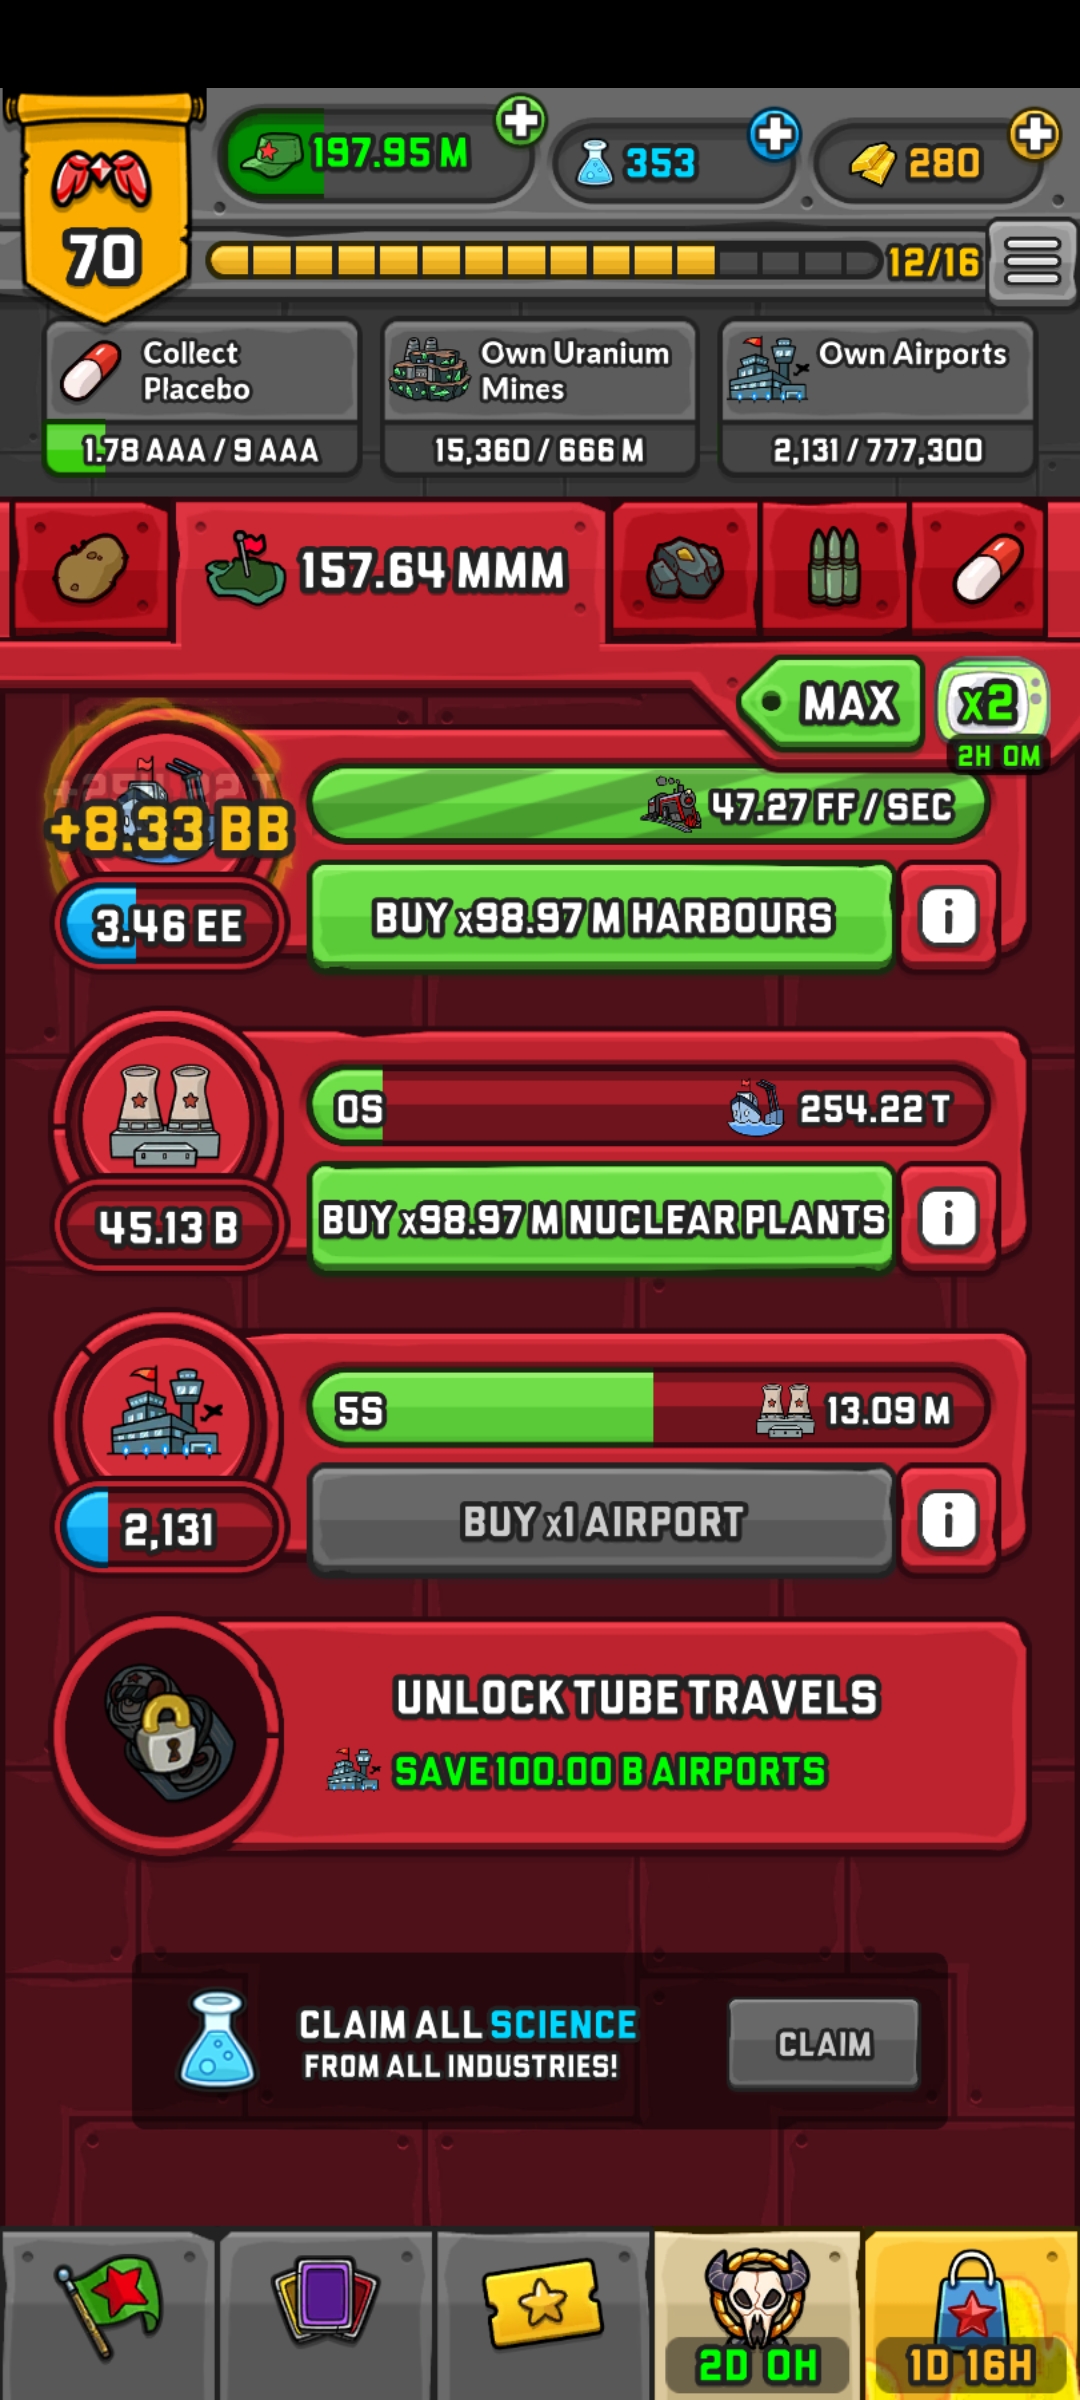 197.95 M
353
280
70
12/16
Collect
Placebo
1.78 AAA / 9 AAA
Own Uranium
Mines
15,360 / 666 M
Own Airports
2,131 / 777,300
157.64 MMM
MAX
x2
2H 0M
+8.33 BB
47.27 FF / SEC
3.46 EE
BUY x98.97 M HARBOURS
i
0S
254.22 T
45.13 B
BUY x98.97 M NUCLEAR PLANTS
i
5S
13.09 M
2,131
BUY x1 AIRPORT
i
UNLOCK TUBE TRAVELS
SAVE 100.00 B AIRPORTS
CLAIM ALL SCIENCE
FROM ALL INDUSTRIES!
CLAIM
2D 0H
1D 16H